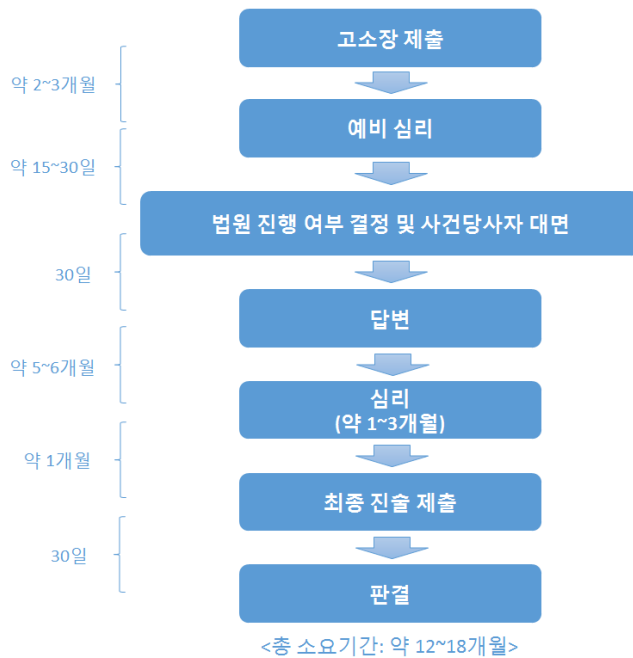 고소장 제출
약 2~3개월
예비 심리
약 15~30일
법원 진행 여부 결정 및 사건당사자 대면
30일
답변
약 5~6개월
심리
(약 1~3개월)
약 1개월
최종 진술 제출
30일
판결
<총 소요기간: 약 12~18개월>